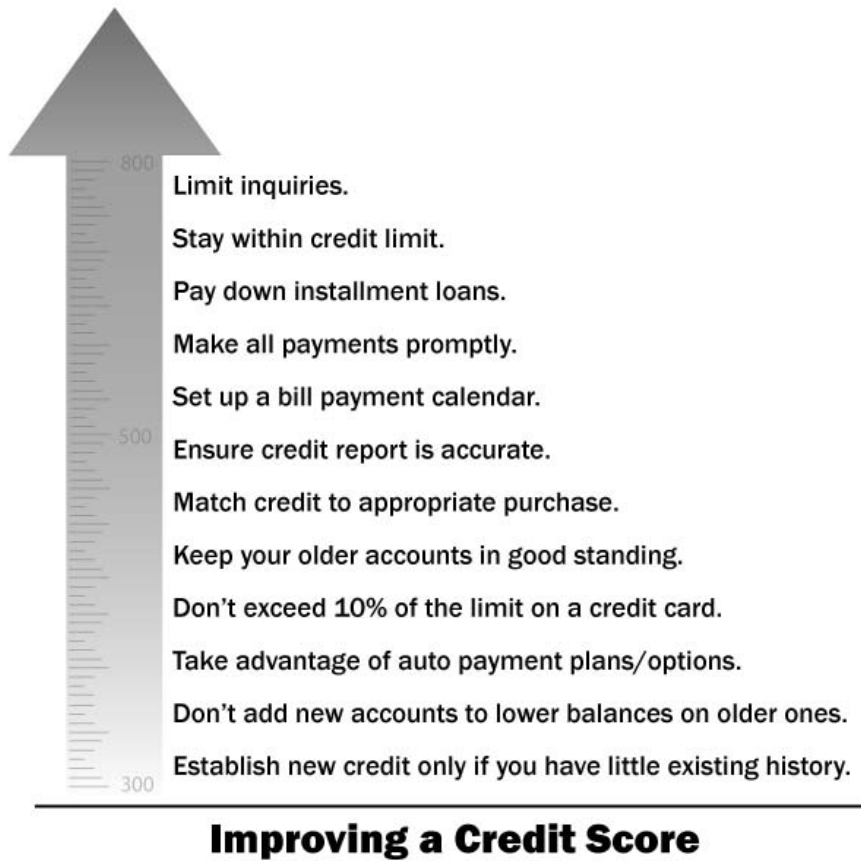 800
Limit inquiries.
Stay within credit limit.
Pay down installment loans.
Make all payments promptly.
Set up a bill payment calendar.
500
Ensure credit report is accurate.
Match credit to appropriate purchase.
Keep your older accounts in good standing.
Don't exceed 10% of the limit on a credit card.
Take advantage of auto payment plans/options.
Don't add new accounts to lower balances on older ones.
Establish new credit only if you have little existing history.
300
Improving a Credit Score